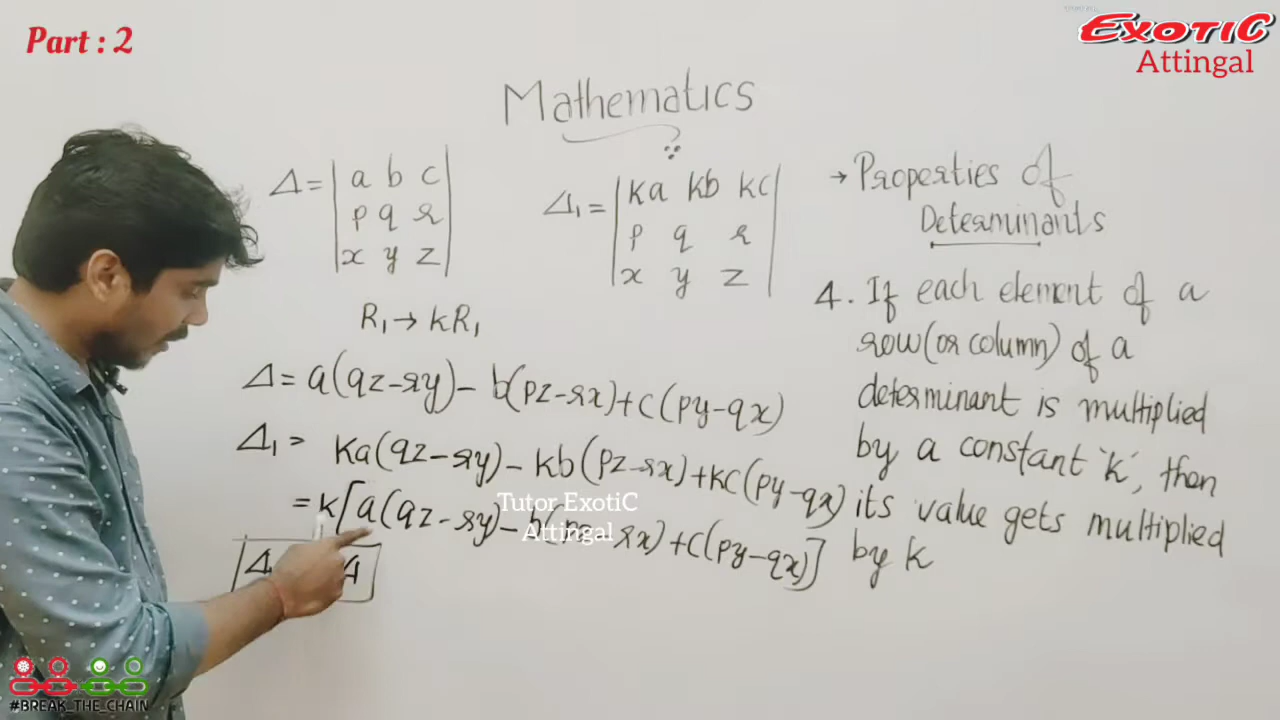 Part : 2
EXOTIC
Attingal
Mathematics
Δ = | a b c |
| p q r |
| x y z |
Δ₁ = | ka kb kc |
| p q r |
| x y z |
R₁ → kR₁
Δ = a(qz-ry) - b(pz-rx)+c(py-qx)
Δ₁ = ka(qz-ry) - kb(pz-rx)+kc(py-qx)
= k[a(qz-ry) - b( - rx) +c(py-qx)]
Δ Δ
→ Properties of
Determinants
4. If each element of a
row(or column) of a
determinant is multiplied
by a constant 'k', then
its value gets multiplied
by k
Tutor ExotiC
Attingal
#BREAK_THE_CHAIN